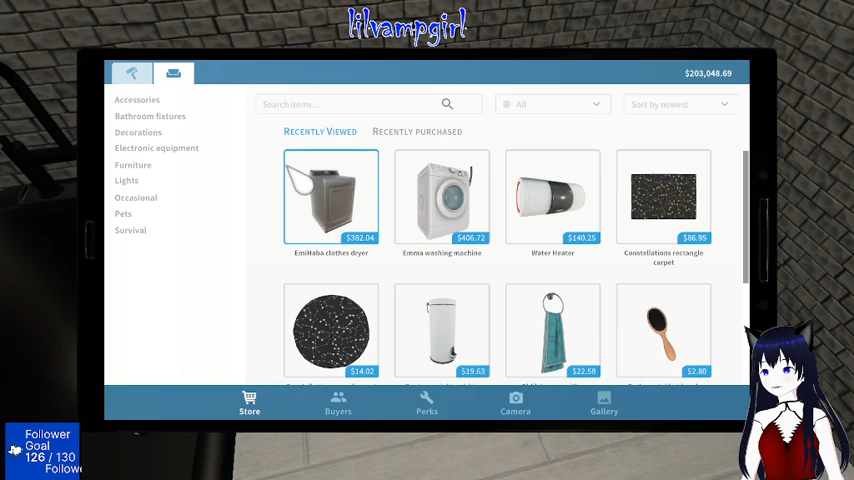 lilvampgirl
$203,048.69
Accessories
Bathroom fixtures
Decorations
Electronic equipment
Furniture
Lights
Occasional
Pets
Survival
Search items...
All
Sort by newest
RECENTLY VIEWED
RECENTLY PURCHASED
$382.04
$406.72
$140.25
$86.95
EmiHaba clothes dryer
Emma washing machine
Water Heater
Constellations rectangle
carpet
$14.02
$19.63
$22.58
$2.80
Store
Buyers
Perks
Camera
Gallery
Follower
Goal
126 / 130
Followe